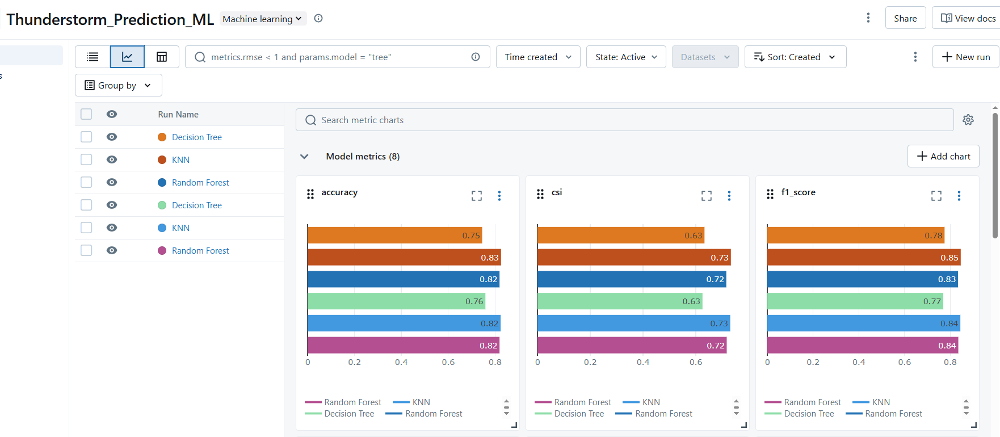 Thunderstorm_Prediction_ML Machine learning Share View docs
metrics.rmse < 1 and params.model = "tree" Time created State: Active Datasets Sort: Created New run
s
Group by
Run Name
Decision Tree
KNN
Random Forest
Decision Tree
KNN
Random Forest
Search metric charts
Model metrics (8) Add chart
accuracy
0.75
0.83
0.82
0.76
0.82
0.82
0 0.2 0.4 0.6 0.8
Random Forest KNN
Decision Tree Random Forest
csi
0.63
0.73
0.72
0.63
0.73
0.72
0 0.2 0.4 0.6
Random Forest KNN
Decision Tree Random Forest
f1_score
0.78
0.85
0.83
0.77
0.84
0.84
0 0.2 0.4 0.6 0.8
Random Forest KNN
Decision Tree Random Forest